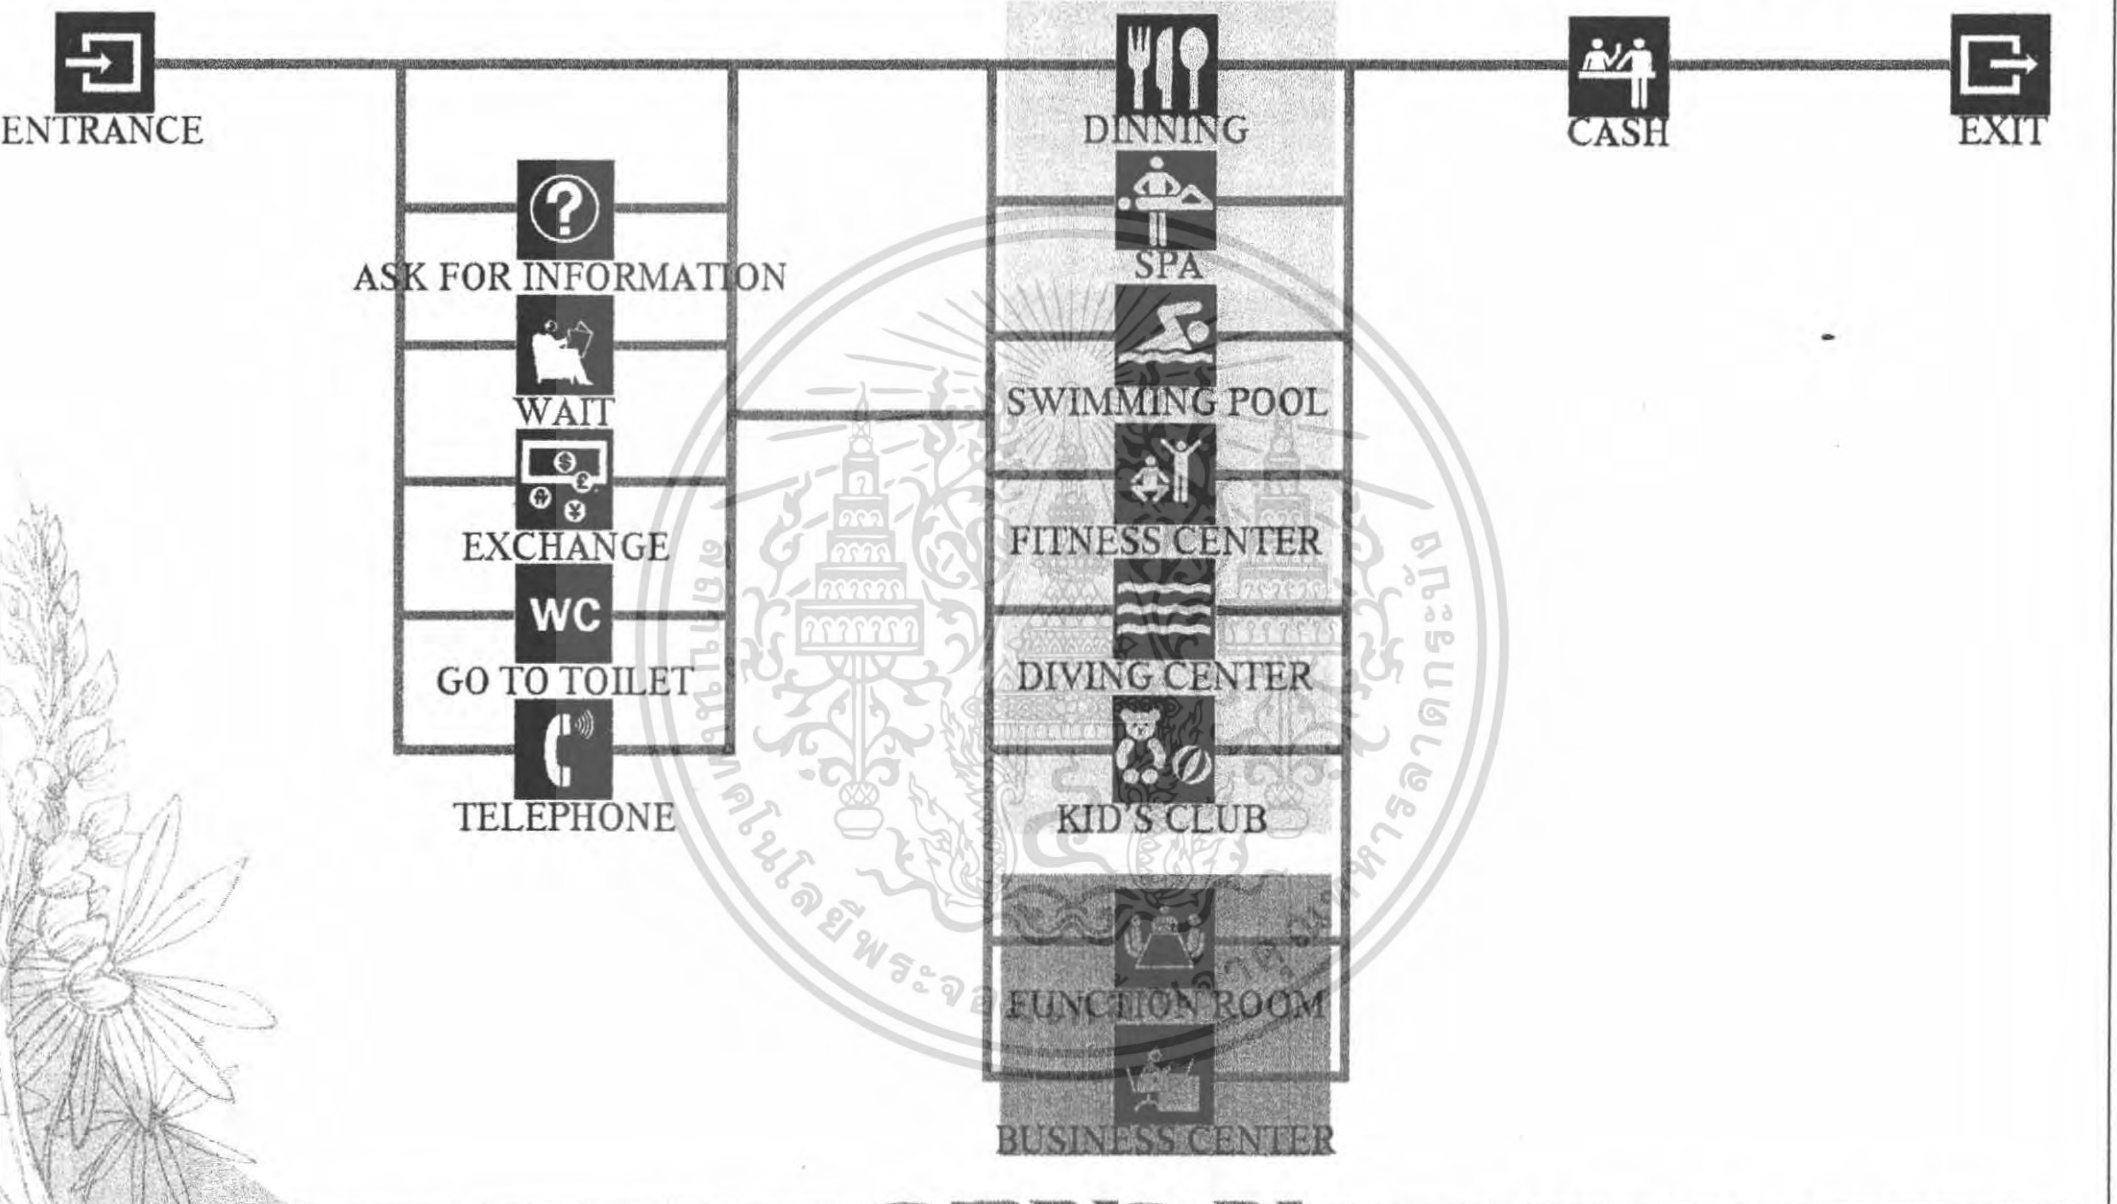 ENTRANCE
ASK FOR INFORMATION
WAIT
EXCHANGE
WC
GO TO TOILET
TELEPHONE
DINNING
SPA
SWIMMING POOL
FITNESS CENTER
DIVING CENTER
KID'S CLUB
FUNCTION ROOM
BUSINESS CENTER
CASH
EXIT